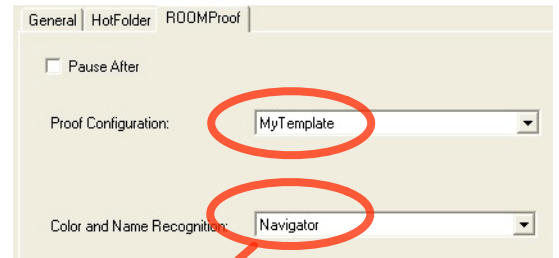 General HotFolder ROOMProof
Pause After
Proof Configuration: MyTemplate
Color and Name Recognition: Navigator